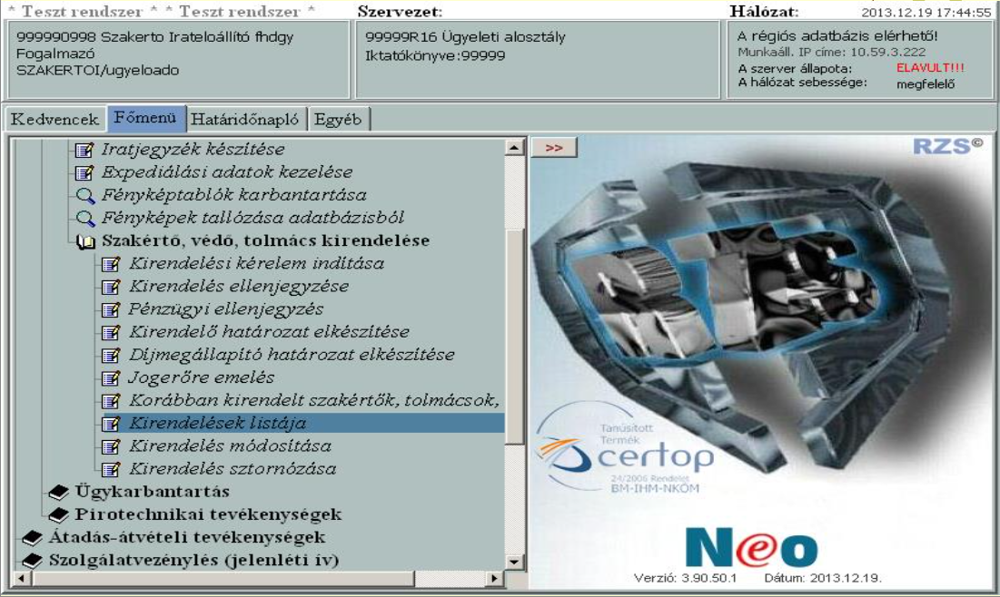 * Teszt rendszer * * Teszt rendszer *
Szervezet:
Hálózat:
2013.12.19 17:44:55
999990998 Szakerto Irateloállító fhdgy
Fogalmazó
SZAKERTOI/ugyeloado
99999R16 Ügyeleti alosztály
Iktatókönyve:99999
A régiós adatbázis elérhető!
Munkaáll. IP címe: 10.59.3.222
A szerver állapota: ELAVULT!!!
A hálózat sebessége: megfelelő
Kedvencek Főmenü Határidőnapló Egyéb
Iratjegyzék készítése
Expediálási adatok kezelése
Fényképtablók karbantartása
Fényképek tallózása adatbázisból
Szakértő, védő, tolmács kirendelése
Kirendelési kérelem indítása
Kirendelés ellenjegyzése
Pénzügyi ellenjegyzés
Kirendelő határozat elkészítése
Díjmegállapító határozat elkészítése
Jogerőre emelés
Korábban kirendelt szakértők, tolmácsok,
Kirendelések listája
Kirendelés módosítása
Kirendelés sztornózása
Ügykarbantartás
Pirotechnikai tevékenységek
Átadás-átvételi tevékenységek
Szolgálatvezénylés (jelenléti ív)
>>
RZS©
Tanúsított
Termék
certop
24/2006 Rendelet
BM-IHM-NKÖM
Neo
Verzió: 3.90.50.1 Dátum: 2013.12.19.